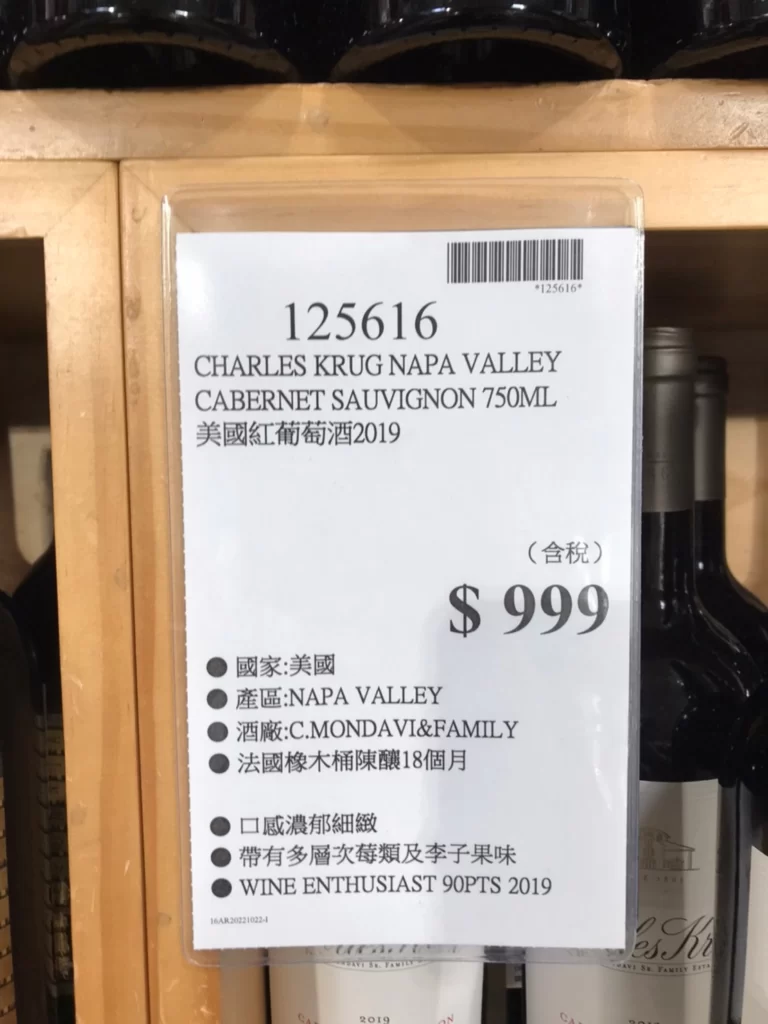 *125616*
125616
CHARLES KRUG NAPA VALLEY
CABERNET SAUVIGNON 750ML
美國紅葡萄酒2019
（含稅）
$ 999
● 國家:美國
● 產區:NAPA VALLEY
● 酒廠:C.MONDAVI&FAMILY
● 法國橡木桶陳釀18個月
● 口感濃郁細緻
● 帶有多層次莓類及李子果味
● WINE ENTHUSIAST 90PTS 2019
16AR20221022-I
2019